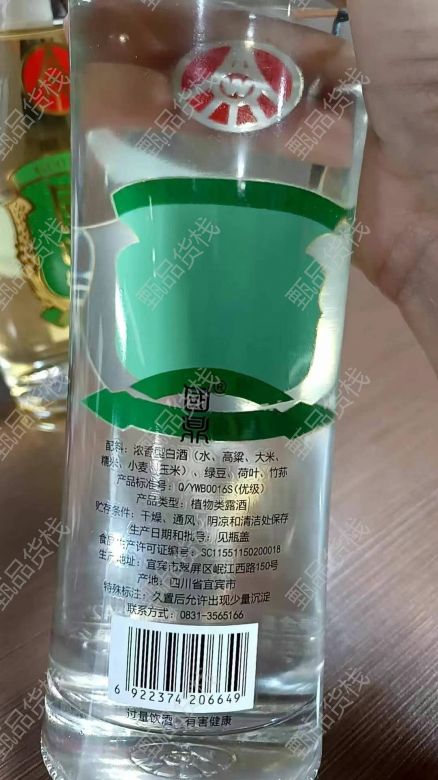 国鼎®
配料：浓香型白酒（水、高粱、大米、
糯米、小麦、玉米）、绿豆、荷叶、竹荪
产品标准号：Q/YWB0016S(优级)
产品类型：植物类露酒
贮存条件：干燥、通风、阴凉和清洁处保存
生产日期和批号：见瓶盖
食品生产许可证编号：SC11551150200018
生产地址：宜宾市翠屏区岷江西路150号
产地：四川省宜宾市
特殊标注：久置后允许出现少量沉淀
联系方式：0831-3565166
6 922374 206649
过量饮酒 有害健康
甄品货栈